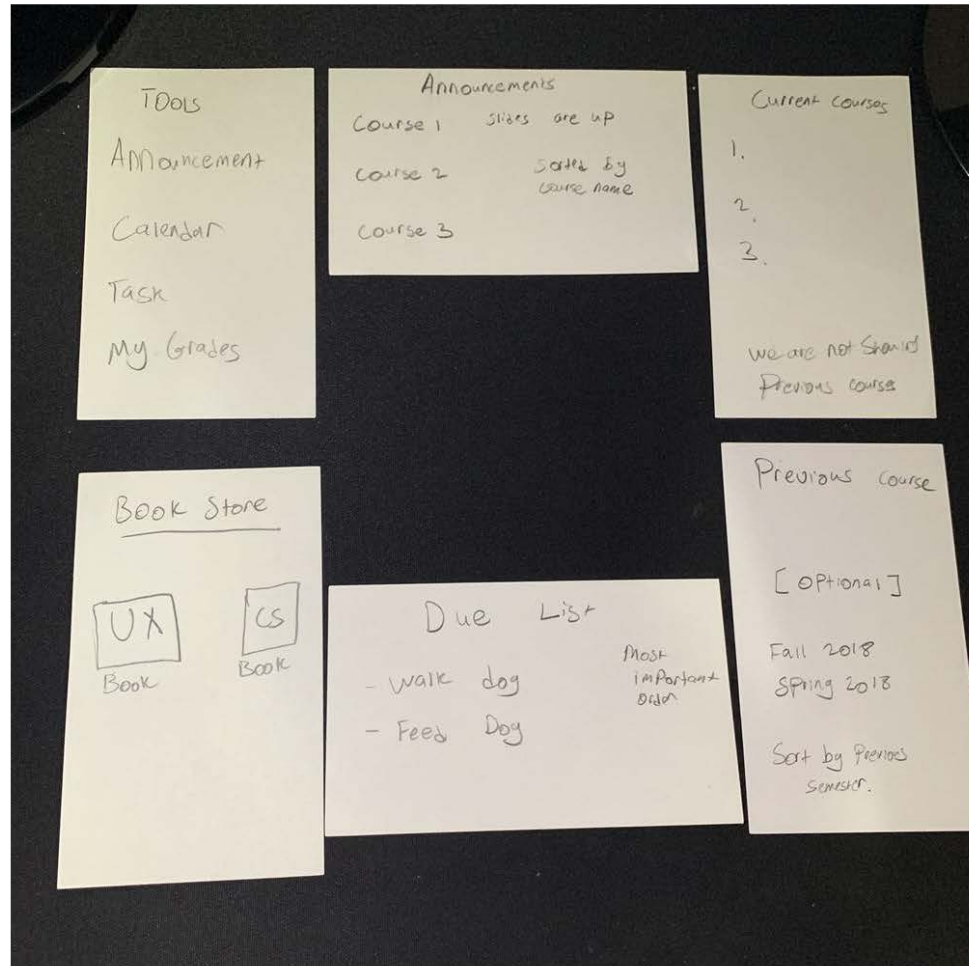 TOOLS
Announcement
Calendar
Task
My Grades
Announcements
Course 1 Slides are up
Course 2 Sorted by
course name
Course 3
Current courses
1.
2.
3.
we are not
Previous course
Book Store
UX CS
Book Book
Due List
- walk dog
- Feed Dog
Most
important
order
Previous course
[Optional]
Fall 2018
Spring 2018
Sort by
semester.